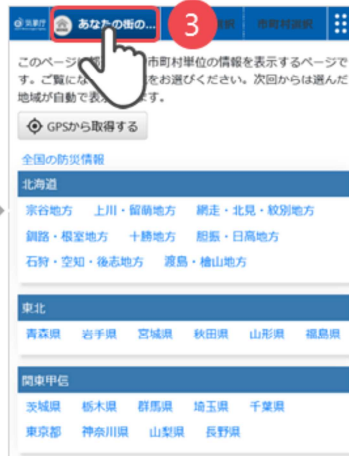 気象庁 あなたの街の... 3 市町村選択
このページ 市町村単位の情報を表示するページで
す。ご覧にな をお選びください。次回からは選んだ
地域が自動で表 ます。
GPSから取得する
全国の防災情報
北海道
宗谷地方 上川・留萌地方 網走・北見・紋別地方
釧路・根室地方 十勝地方 胆振・日高地方
石狩・空知・後志地方 渡島・檜山地方
東北
青森県 岩手県 宮城県 秋田県 山形県 福島県
関東甲信
茨城県 栃木県 群馬県 埼玉県 千葉県
東京都 神奈川県 山梨県 長野県